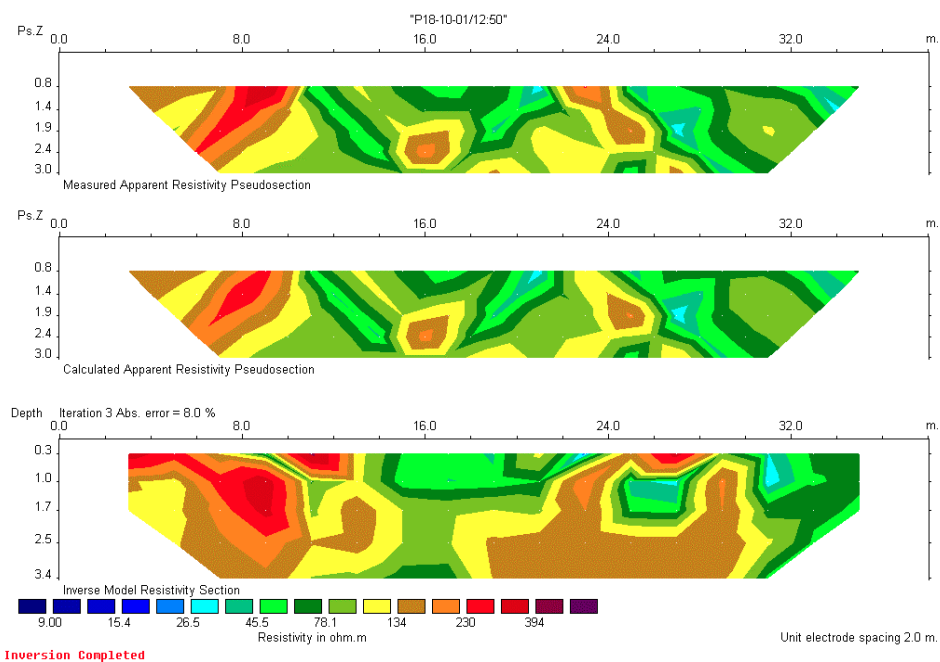 "P18-10-01/12:50"
Ps.Z 0.0 8.0 16.0 24.0 32.0 m.
0.8
1.4
1.9
2.4
3.0
Measured Apparent Resistivity Pseudosection
Ps.Z 0.0 8.0 16.0 24.0 32.0 m.
0.8
1.4
1.9
2.4
3.0
Calculated Apparent Resistivity Pseudosection
Depth Iteration 3 Abs. error = 8.0 %
0.0 8.0 16.0 24.0 32.0 m.
0.3
1.0
1.7
2.5
3.4
Inverse Model Resistivity Section
9.00 15.4 26.5 45.5 78.1 134 230 394
Resistivity in ohm.m Unit electrode spacing 2.0 m.
Inversion Completed